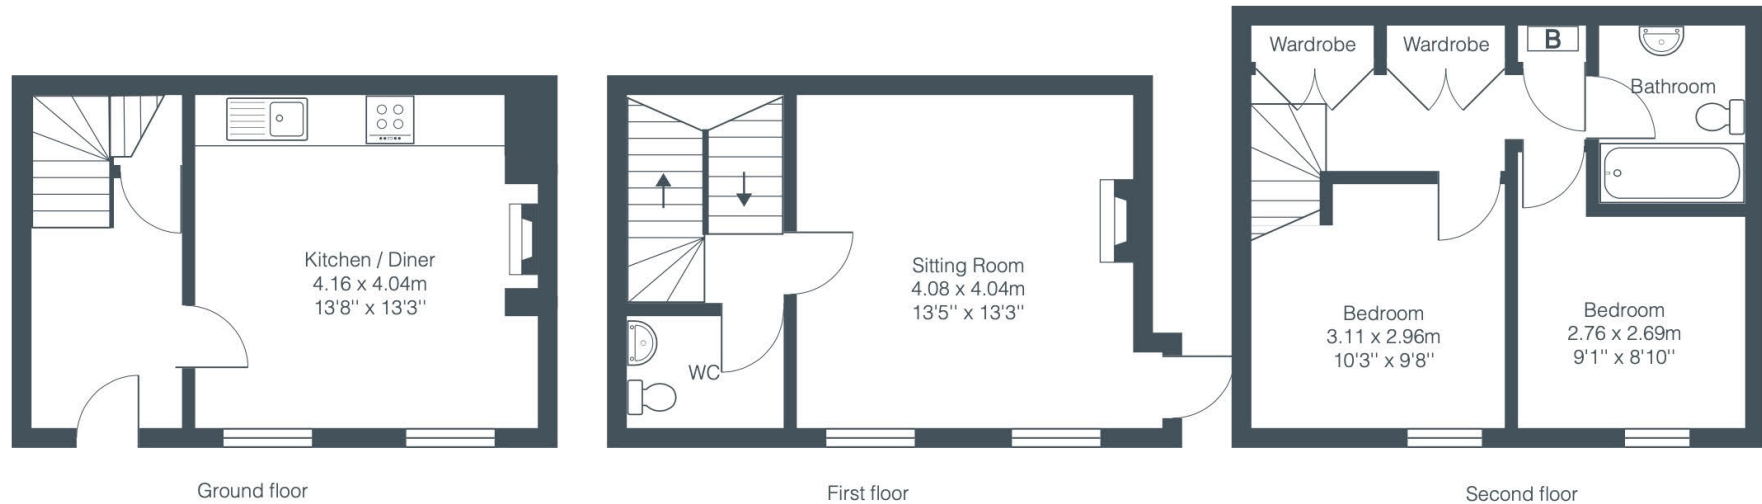 Kitchen / Diner
4.16 x 4.04m
13'8'' x 13'3''
Ground floor
WC
Sitting Room
4.08 x 4.04m
13'5'' x 13'3''
First floor
Wardrobe
Wardrobe
B
Bathroom
Bedroom
3.11 x 2.96m
10'3'' x 9'8''
Bedroom
2.76 x 2.69m
9'1'' x 8'10''
Second floor